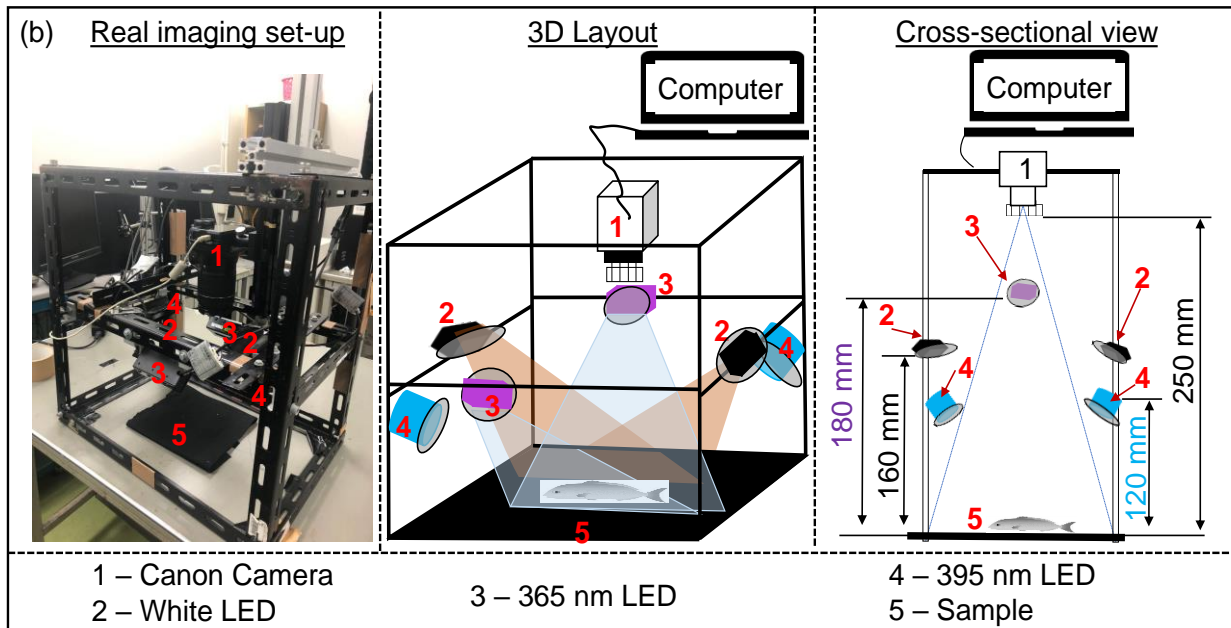 (b)
Real imaging set-up
3D Layout
Cross-sectional view
1
4
2
3
2
3
4
5
Computer
1
3
2
2
4
3
4
5
Computer
1
3
2
2
4
4
180 mm
160 mm
120 mm
250 mm
5
1 – Canon Camera
2 – White LED
3 – 365 nm LED
4 – 395 nm LED
5 – Sample